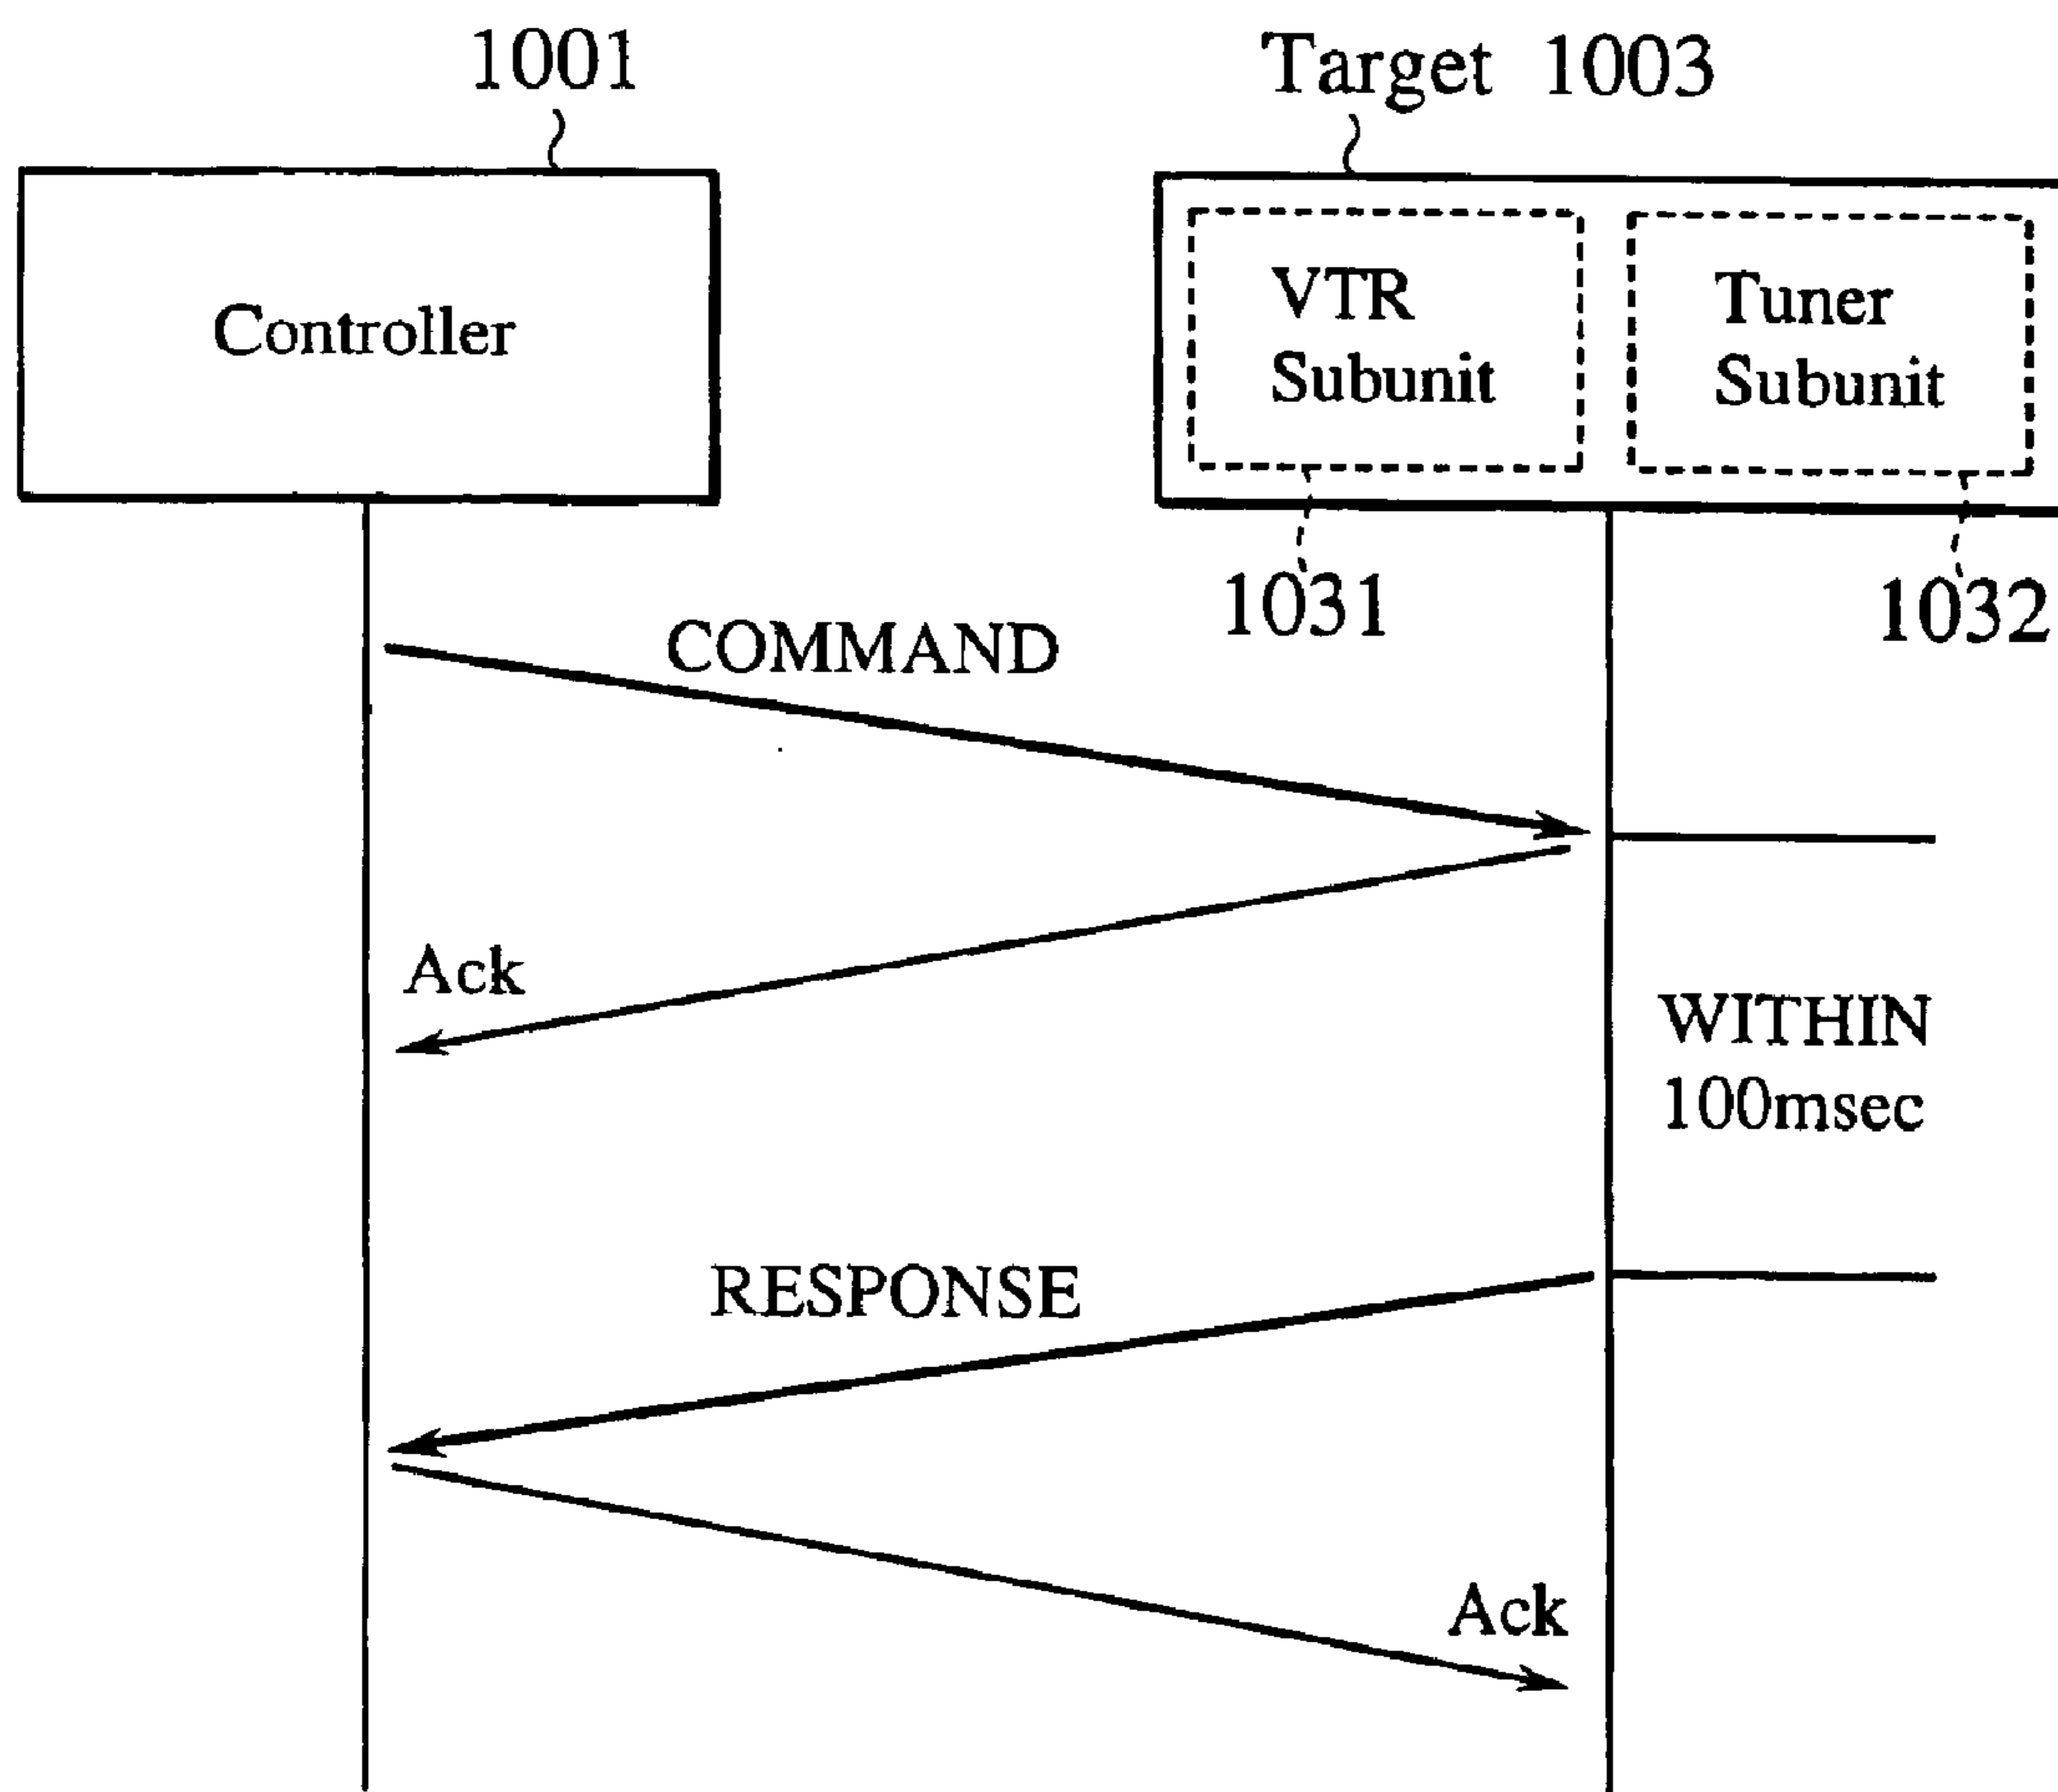 1001
Target 1003
Controller
VTR
Subunit
Tuner
Subunit
1031
1032
COMMAND
Ack
WITHIN
100msec
RESPONSE
Ack